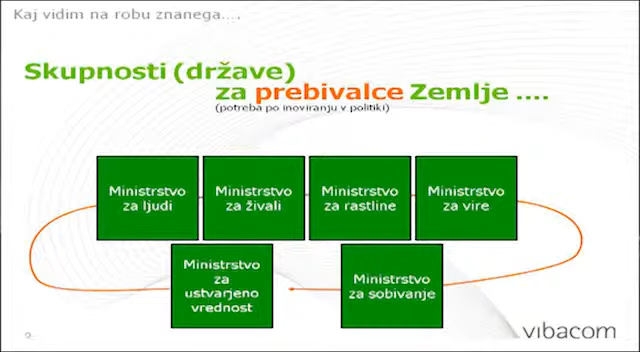 Kaj vidim na robu znanega....
Skupnosti (države)
za prebivalce Zemlje ....
(potreba po inoviranju v politiki)
Ministrstvo
za ljudi
Ministrstvo
za živali
Ministrstvo
za rastline
Ministrstvo
za vire
Ministrstvo
za
ustvarjeno
vrednost
Ministrstvo
za sobivanje
vibacom